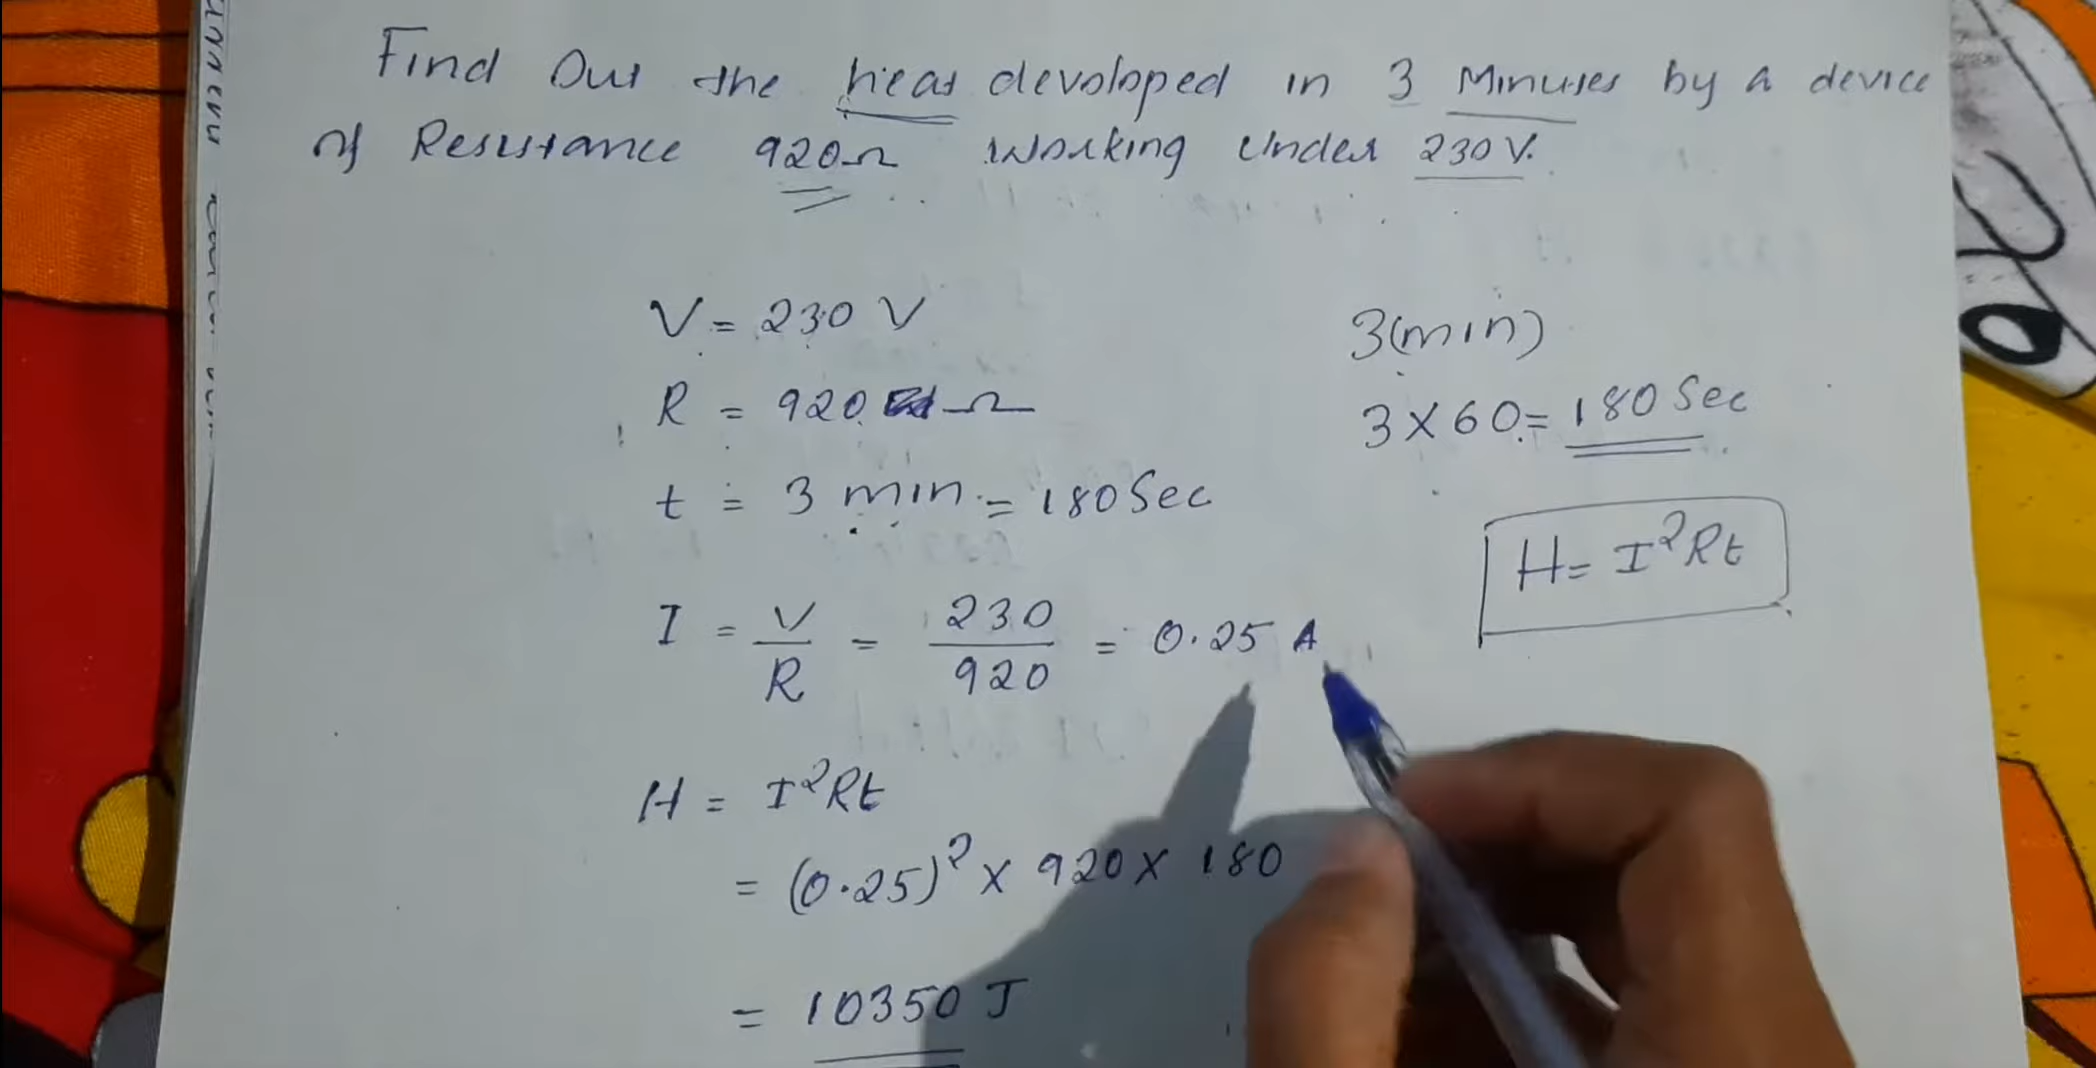 Find Out the heat devoloped in 3 Minutes by a device
of Resistance 920Ω Working Under 230 V.
V = 230 V
R = 920 Ω
t = 3 min = 180 Sec
I = V/R = 230/920 = 0.25 A
H = I²Rt
= (0.25)² × 920 × 180
= 10350 J
3(min)
3 × 60 = 180 Sec
H = I²Rt